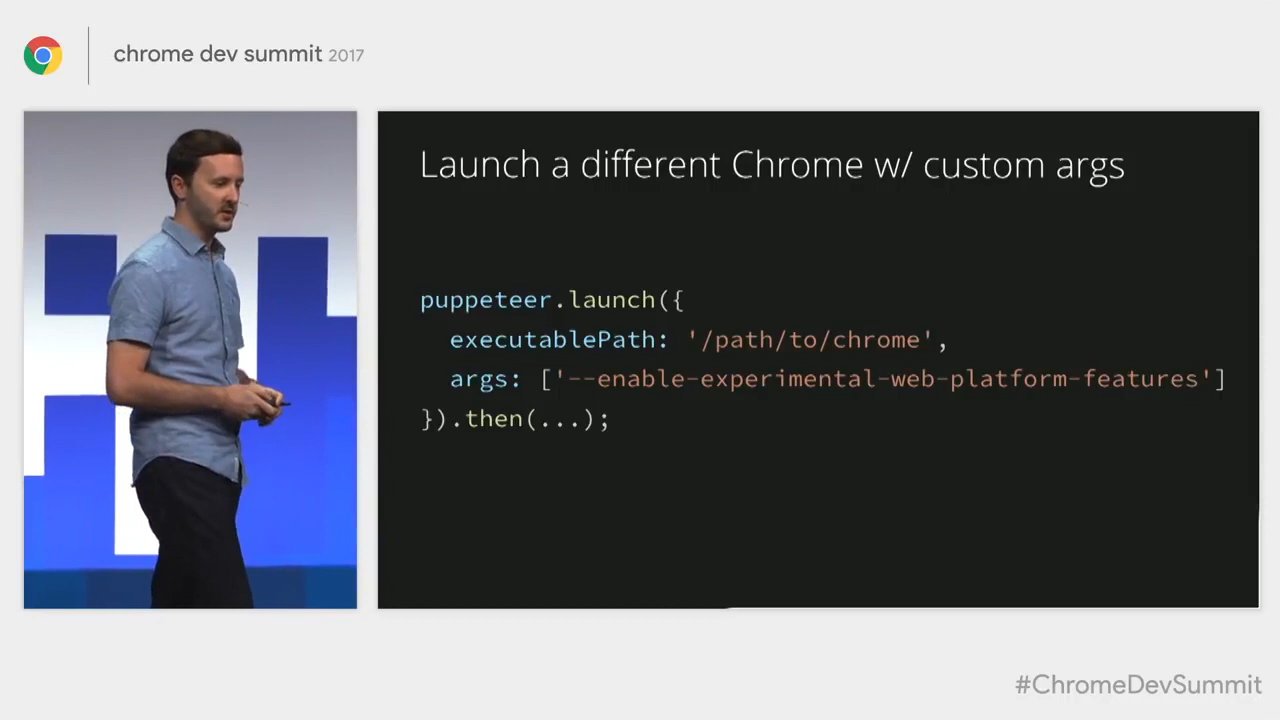 chrome dev summit 2017
Launch a different Chrome w/ custom args
puppeteer.launch({
  executablePath: '/path/to/chrome',
  args: ['--enable-experimental-web-platform-features']
}).then(...);
#ChromeDevSummit